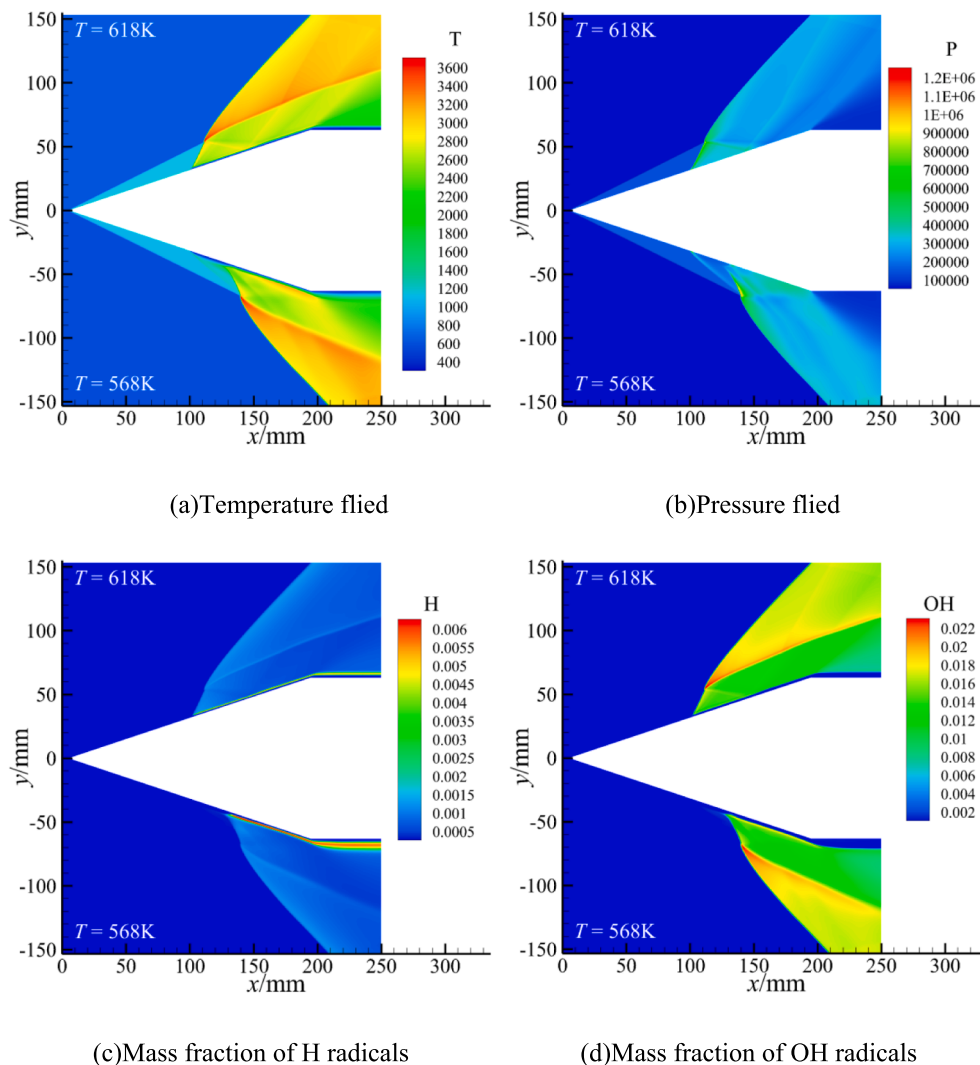 T = 618K
T
150
100
50
0
-50
-100
-150
y/mm
3600
3400
3200
3000
2800
2600
2400
2200
2000
1800
1600
1400
1200
1000
800
600
400
T = 568K
0 50 100 150 200 250 300
x/mm
(a)Temperature flied
T = 618K
P
150
100
50
0
-50
-100
-150
y/mm
1.2E+06
1.1E+06
1E+06
900000
800000
700000
600000
500000
400000
300000
200000
100000
T = 568K
0 50 100 150 200 250 300
x/mm
(b)Pressure flied
T = 618K
H
150
100
50
0
-50
-100
-150
y/mm
0.006
0.0055
0.005
0.0045
0.004
0.0035
0.003
0.0025
0.002
0.0015
0.001
0.0005
T = 568K
0 50 100 150 200 250 300
x/mm
(c)Mass fraction of H radicals
T = 618K
OH
150
100
50
0
-50
-100
-150
y/mm
0.022
0.02
0.018
0.016
0.014
0.012
0.01
0.008
0.006
0.004
0.002
T = 568K
0 50 100 150 200 250 300
x/mm
(d)Mass fraction of OH radicals